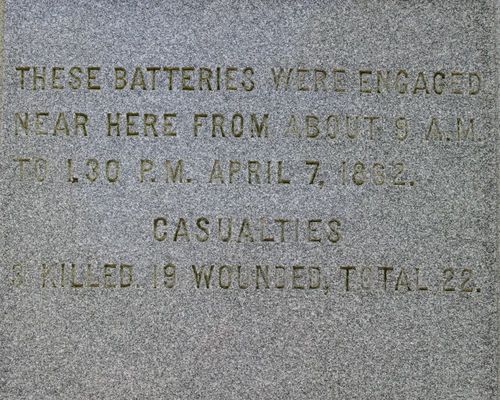 THESE BATTERIES WERE ENGAGED
NEAR HERE FROM ABOUT 9 A.M.
TO 1.30 P.M. APRIL 7, 1862.
CASUALTIES
3 KILLED. 19 WOUNDED, TOTAL 22.